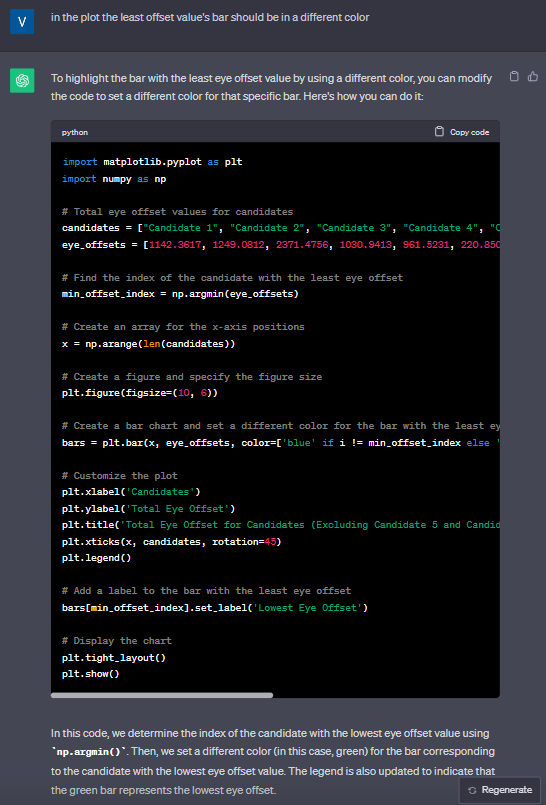 V
in the plot the least offset value's bar should be in a different color
To highlight the bar with the least eye offset value by using a different color, you can modify
the code to set a different color for that specific bar. Here's how you can do it:
python
Copy code
import matplotlib.pyplot as plt
import numpy as np
# Total eye offset values for candidates
candidates = ["Candidate 1", "Candidate 2", "Candidate 3", "Candidate 4", "C
eye_offsets = [1142.3617, 1249.0812, 2371.4756, 1030.9413, 961.5231, 220.850
# Find the index of the candidate with the least eye offset
min_offset_index = np.argmin(eye_offsets)
# Create an array for the x-axis positions
x = np.arange(len(candidates))
# Create a figure and specify the figure size
plt.figure(figsize=(10, 6))
# Create a bar chart and set a different color for the bar with the least ey
bars = plt.bar(x, eye_offsets, color=['blue' if i != min_offset_index else '
# Customize the plot
plt.xlabel('Candidates')
plt.ylabel('Total Eye Offset')
plt.title('Total Eye Offset for Candidates (Excluding Candidate 5 and Candid
plt.xticks(x, candidates, rotation=45)
plt.legend()
# Add a label to the bar with the least eye offset
bars[min_offset_index].set_label('Lowest Eye Offset')
# Display the chart
plt.tight_layout()
plt.show()
In this code, we determine the index of the candidate with the lowest eye offset value using
`np.argmin()`. Then, we set a different color (in this case, green) for the bar corresponding
to the candidate with the lowest eye offset value. The legend is also updated to indicate that
the green bar represents the lowest eye offset.
Regenerate